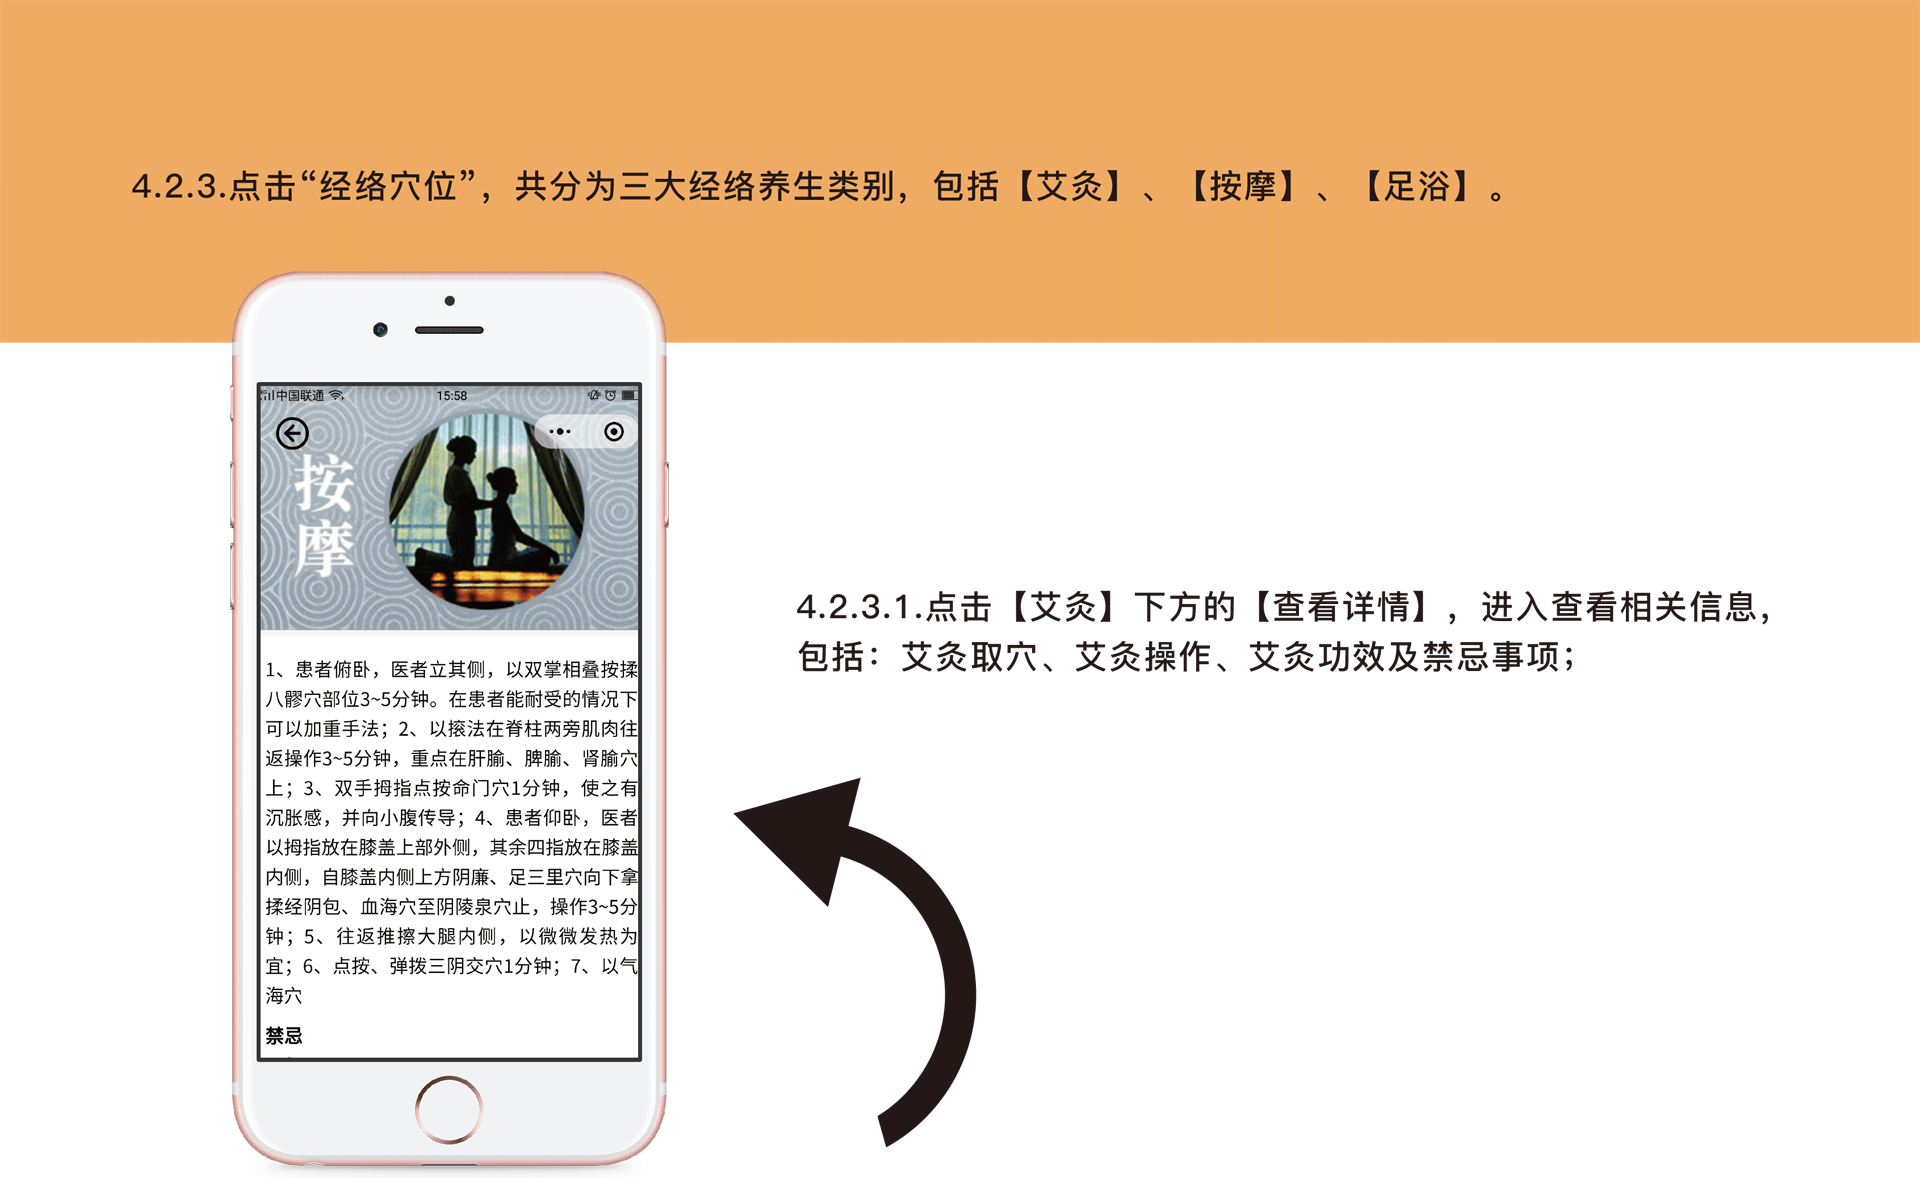 4.2.3.点击“经络穴位”，共分为三大经络养生类别，包括【艾灸】、【按摩】、【足浴】。
中国联通
15:58
按
摩
1、患者俯卧，医者立其侧，以双掌相叠按揉
八髎穴部位3~5分钟。在患者能耐受的情况下
可以加重手法；2、以㨰法在脊柱两旁肌肉往
返操作3~5分钟，重点在肝腧、脾腧、肾腧穴
上；3、双手拇指点按命门穴1分钟，使之有
沉胀感，并向小腹传导；4、患者仰卧，医者
以拇指放在膝盖上部外侧，其余四指放在膝盖
内侧，自膝盖内侧上方阴廉、足三里穴向下拿
揉经阴包、血海穴至阴陵泉穴止，操作3~5分
钟；5、往返推擦大腿内侧，以微微发热为
宜；6、点按、弹拨三阴交穴1分钟；7、以气
海穴
禁忌
4.2.3.1.点击【艾灸】下方的【查看详情】，进入查看相关信息，
包括：艾灸取穴、艾灸操作、艾灸功效及禁忌事项；